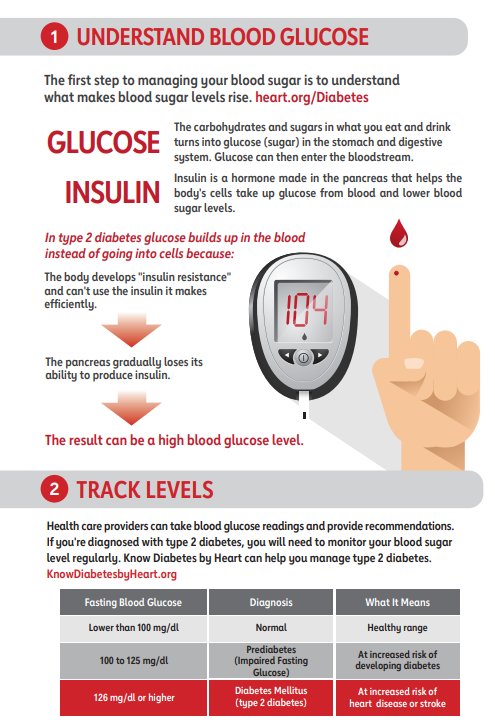 1 UNDERSTAND BLOOD GLUCOSE
The first step to managing your blood sugar is to understand
what makes blood sugar levels rise. heart.org/Diabetes
GLUCOSE
The carbohydrates and sugars in what you eat and drink
turns into glucose (sugar) in the stomach and digestive
system. Glucose can then enter the bloodstream.
INSULIN
Insulin is a hormone made in the pancreas that helps the
body's cells take up glucose from blood and lower blood
sugar levels.
In type 2 diabetes glucose builds up in the blood
instead of going into cells because:
The body develops "insulin resistance"
and can't use the insulin it makes
efficiently.
104
The pancreas gradually loses its
ability to produce insulin.
The result can be a high blood glucose level.
2 TRACK LEVELS
Health care providers can take blood glucose readings and provide recommendations.
If you're diagnosed with type 2 diabetes, you will need to monitor your blood sugar
level regularly. Know Diabetes by Heart can help you manage type 2 diabetes.
KnowDiabetesbyHeart.org
Fasting Blood Glucose Diagnosis What It Means
Lower than 100 mg/dl Normal Healthy range
100 to 125 mg/dl
Prediabetes
(Impaired Fasting
Glucose)
At increased risk of
developing diabetes
126 mg/dl or higher
Diabetes Mellitus
(type 2 diabetes)
At increased risk of
heart disease or stroke